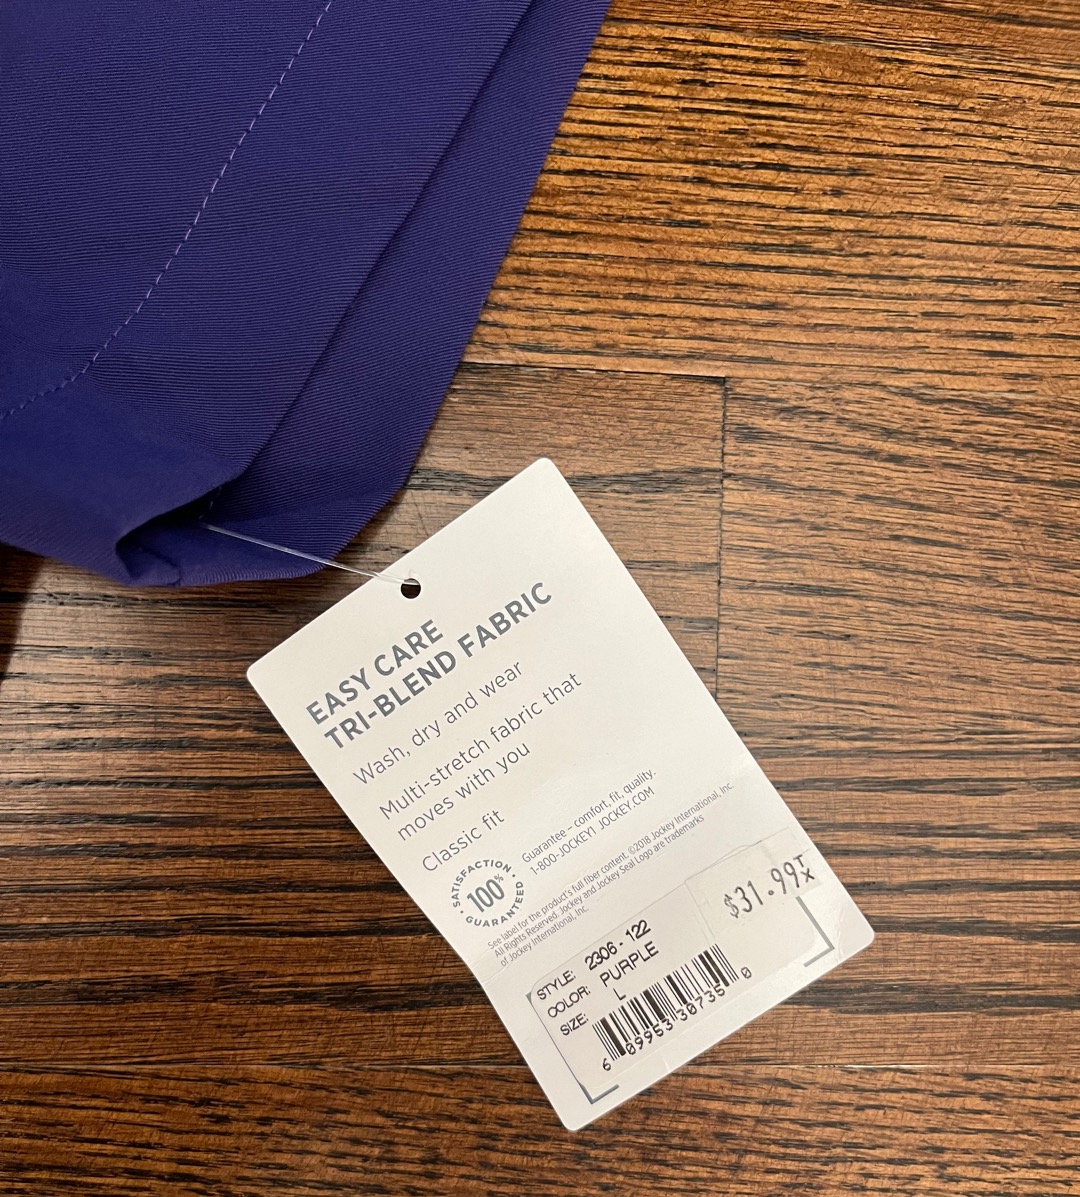 EASY CARE
TRI-BLEND FABRIC
Wash, dry and wear
Multi-stretch fabric that
moves with you
Classic fit
SATISFACTION
100%
GUARANTEED
Guarantee – comfort, fit, quality.
1-800-JOCKEY1 JOCKEY.COM
See label for the product's full fiber content. ©2018 Jockey International, Inc.
All Rights Reserved. Jockey and Jockey Seal Logo are trademarks
of Jockey International, Inc.
$31.99TX
STYLE: 2306-122
COLOR: PURPLE
SIZE: L
6 09953 30735 0